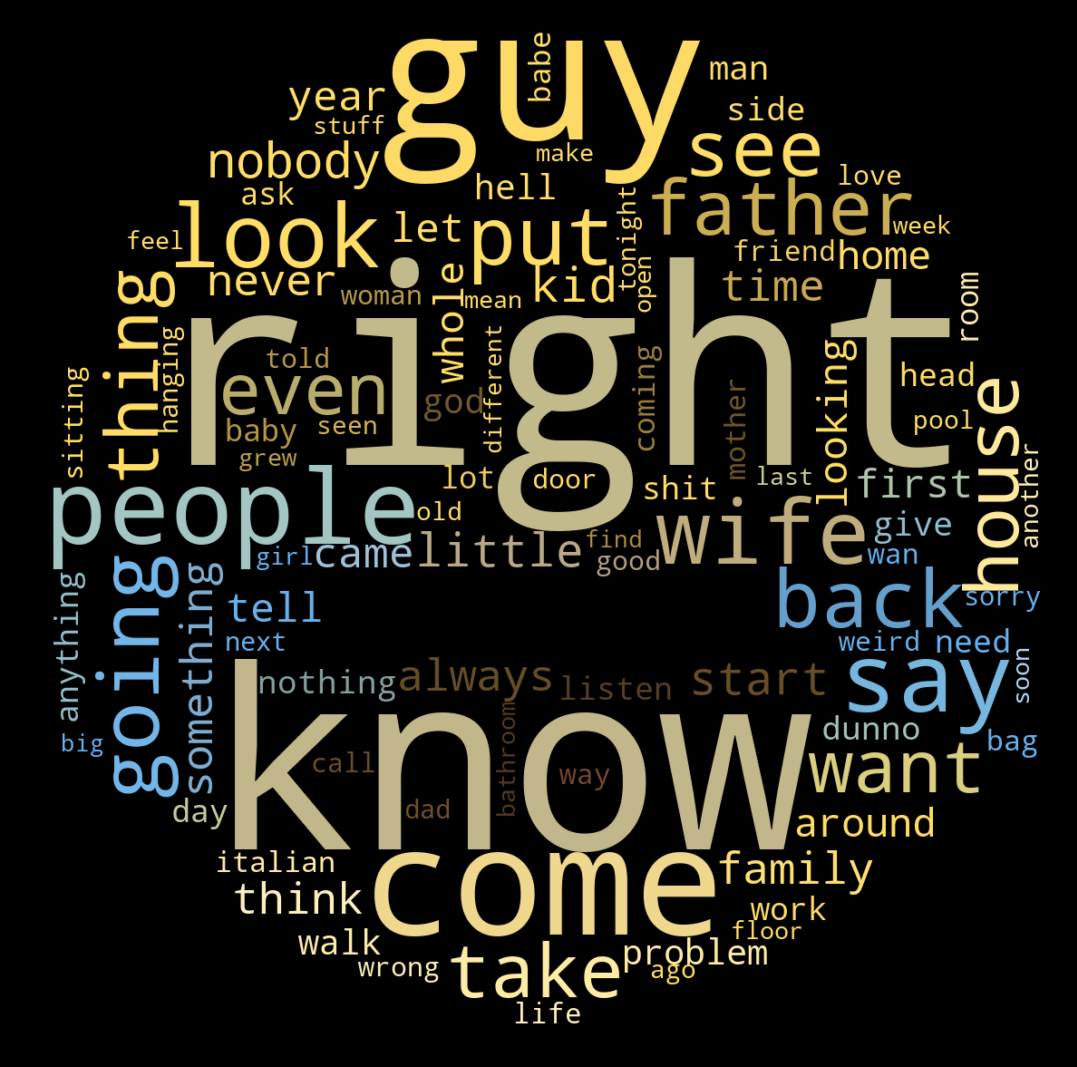 guy
babe
man
year
stuff
side
see
nobody
make
ask
hell
love
father
look
let
put
tonight
week
feel
friend
home
never
woman
whole
mean
kid
open
time
room
thing
hanging
right
told
even
god
different
coming
mother
looking
head
house
sitting
baby
seen
grew
pool
people
lot
door
shit
last
first
another
old
wife
give
girl
came
little
find
good
wan
anything
going
something
tell
back
sorry
next
weird
need
know
nothing
always
listen
start
say
soon
big
call
bathroom
way
dunno
bag
want
day
dad
around
italian
come
family
think
work
walk
floor
wrong
take
problem
ago
life